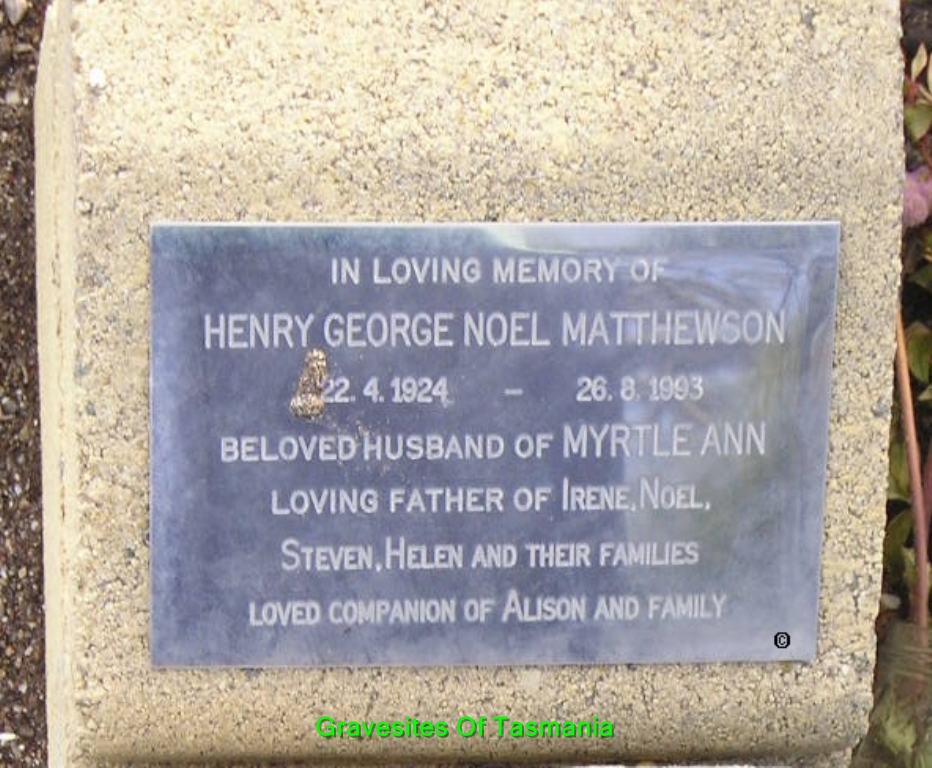 IN LOVING MEMORY OF
HENRY GEORGE NOEL MATTHEWSON
22. 4. 1924 – 26. 8. 1993
BELOVED HUSBAND OF MYRTLE ANN
LOVING FATHER OF IRENE, NOEL,
STEVEN, HELEN AND THEIR FAMILIES
LOVED COMPANION OF ALISON AND FAMILY
©
Gravesites Of Tasmania